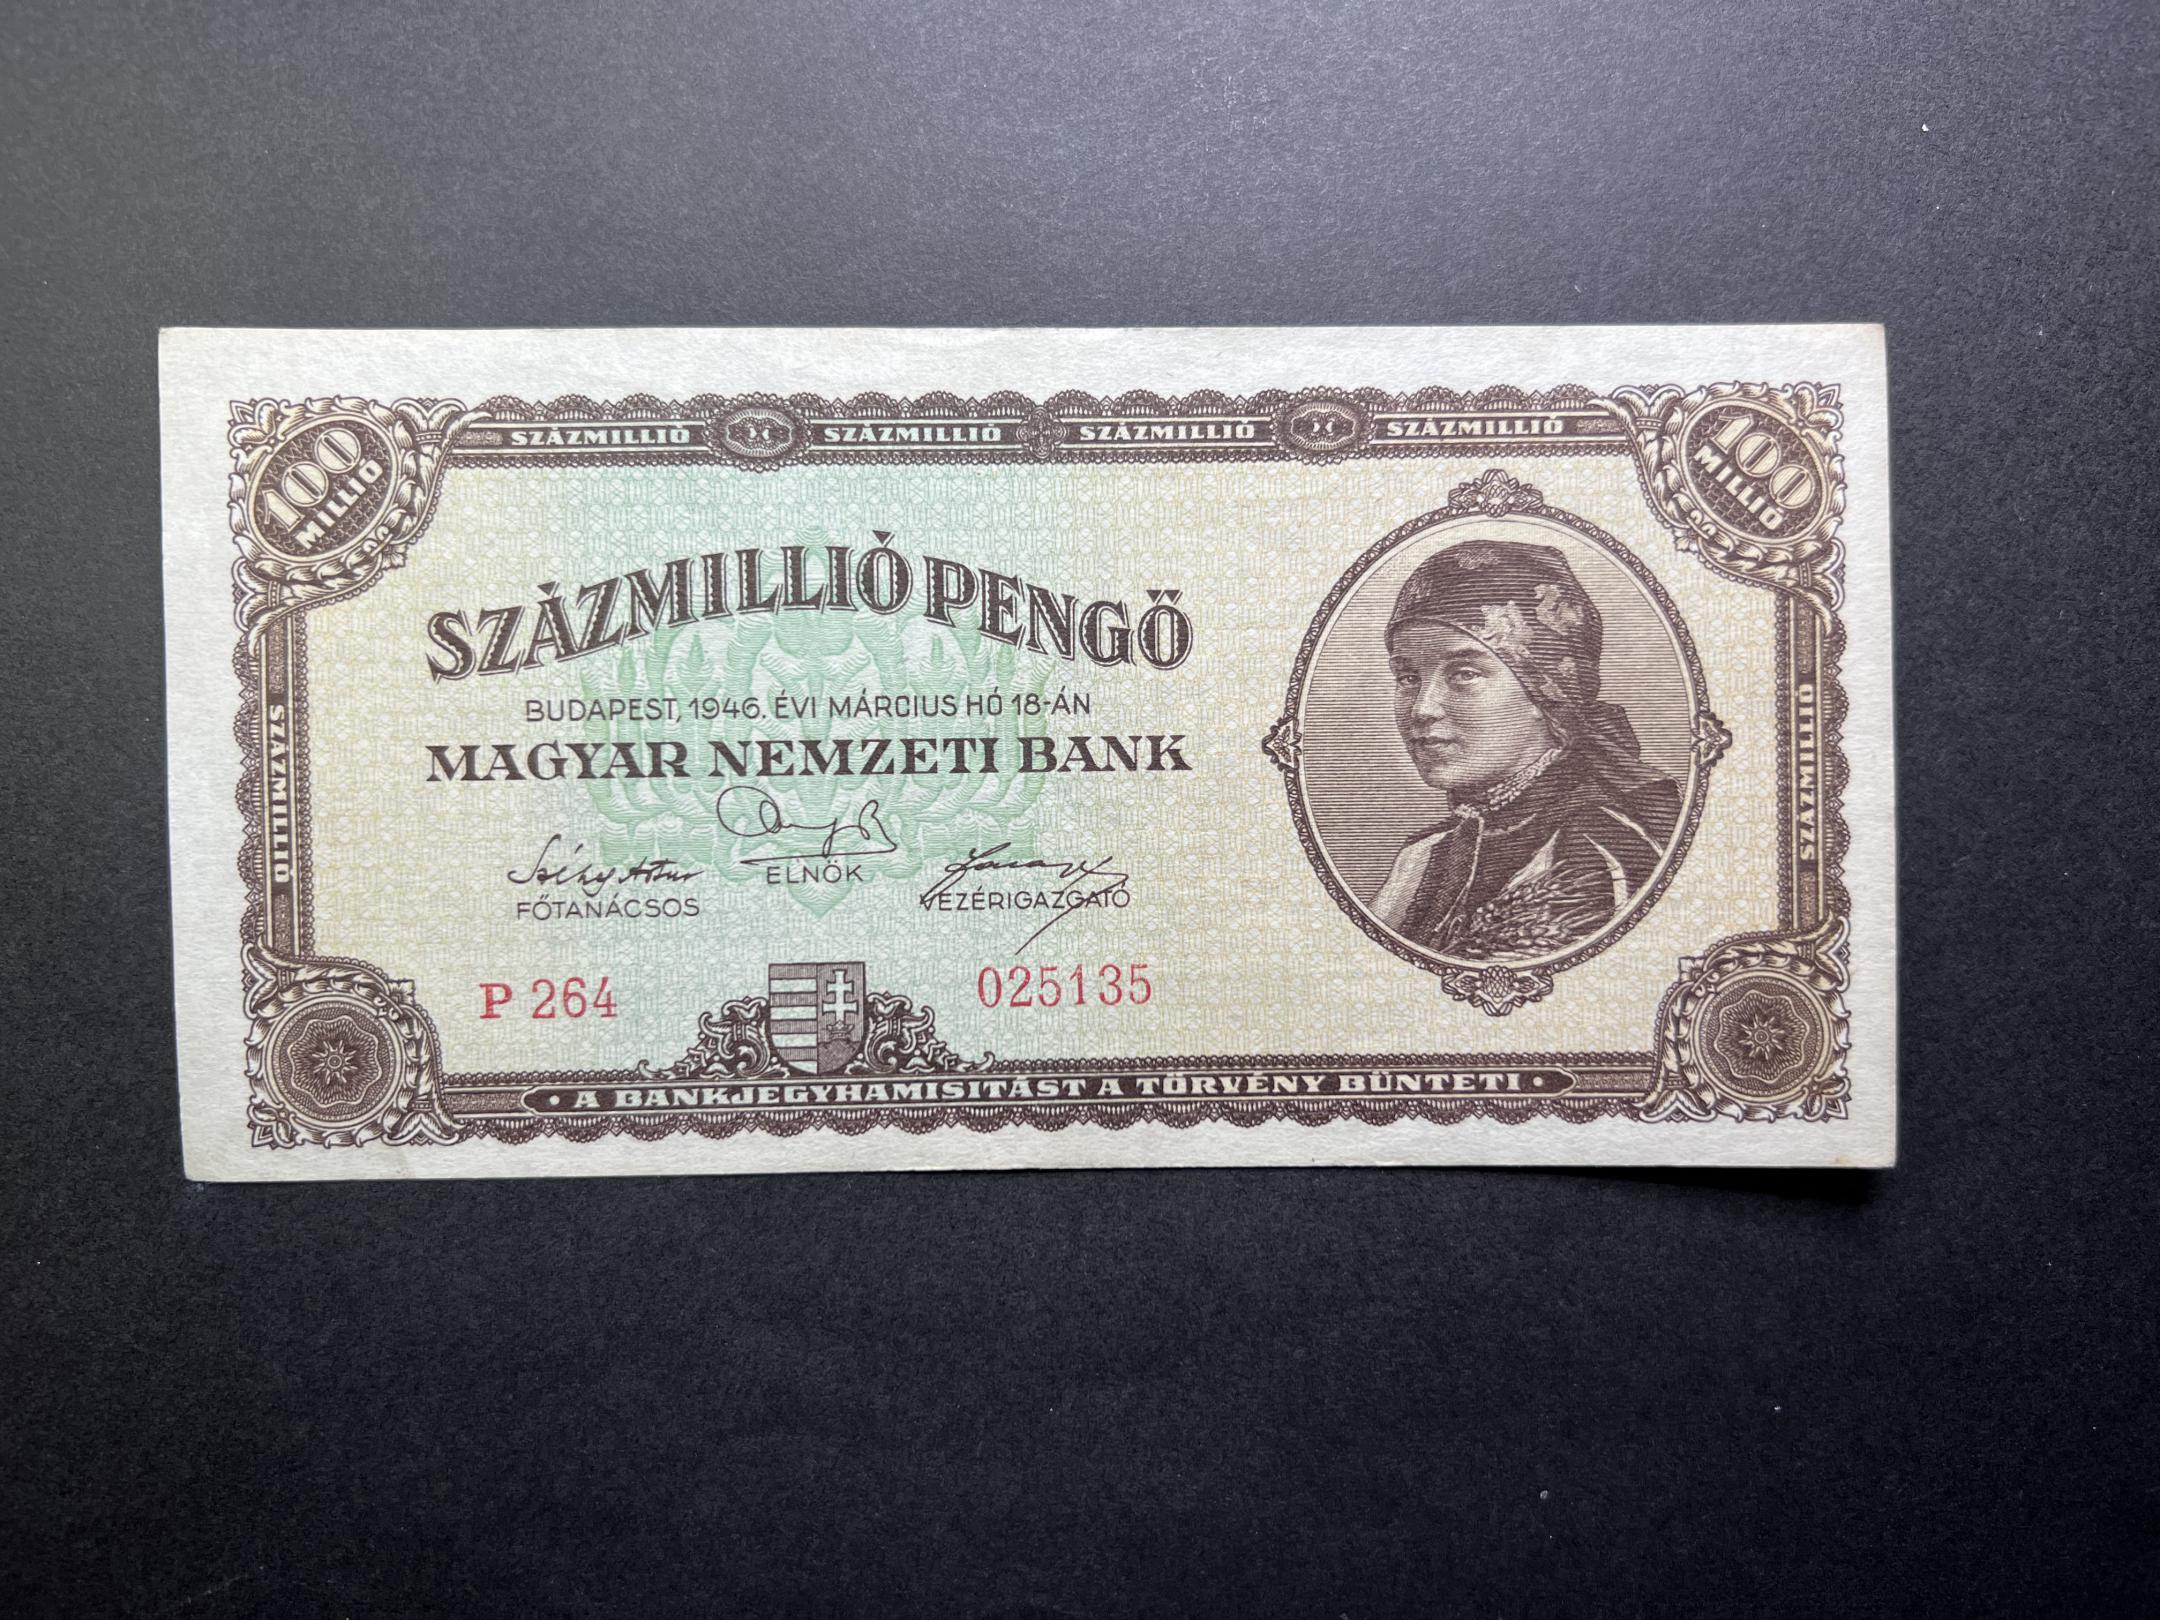 SZÁZMILLIÓ SZÁZMILLIÓ SZÁZMILLIÓ SZÁZMILLIÓ
100
MILLIÓ
100
MILLIÓ
SZÁZMILLIÓ PENGŐ
BUDAPEST, 1946. ÉVI MÁRCIUS HÓ 18-ÁN
MAGYAR NEMZETI BANK
ELNÖK
FŐTANÁCSOS
VEZÉRIGAZGATÓ
SZÁZMILLIÓ
SZÁZMILLIÓ
P 264
025135
• A BANKJEGYHAMISITÁST A TÖRVÉNY BÜNTETI •